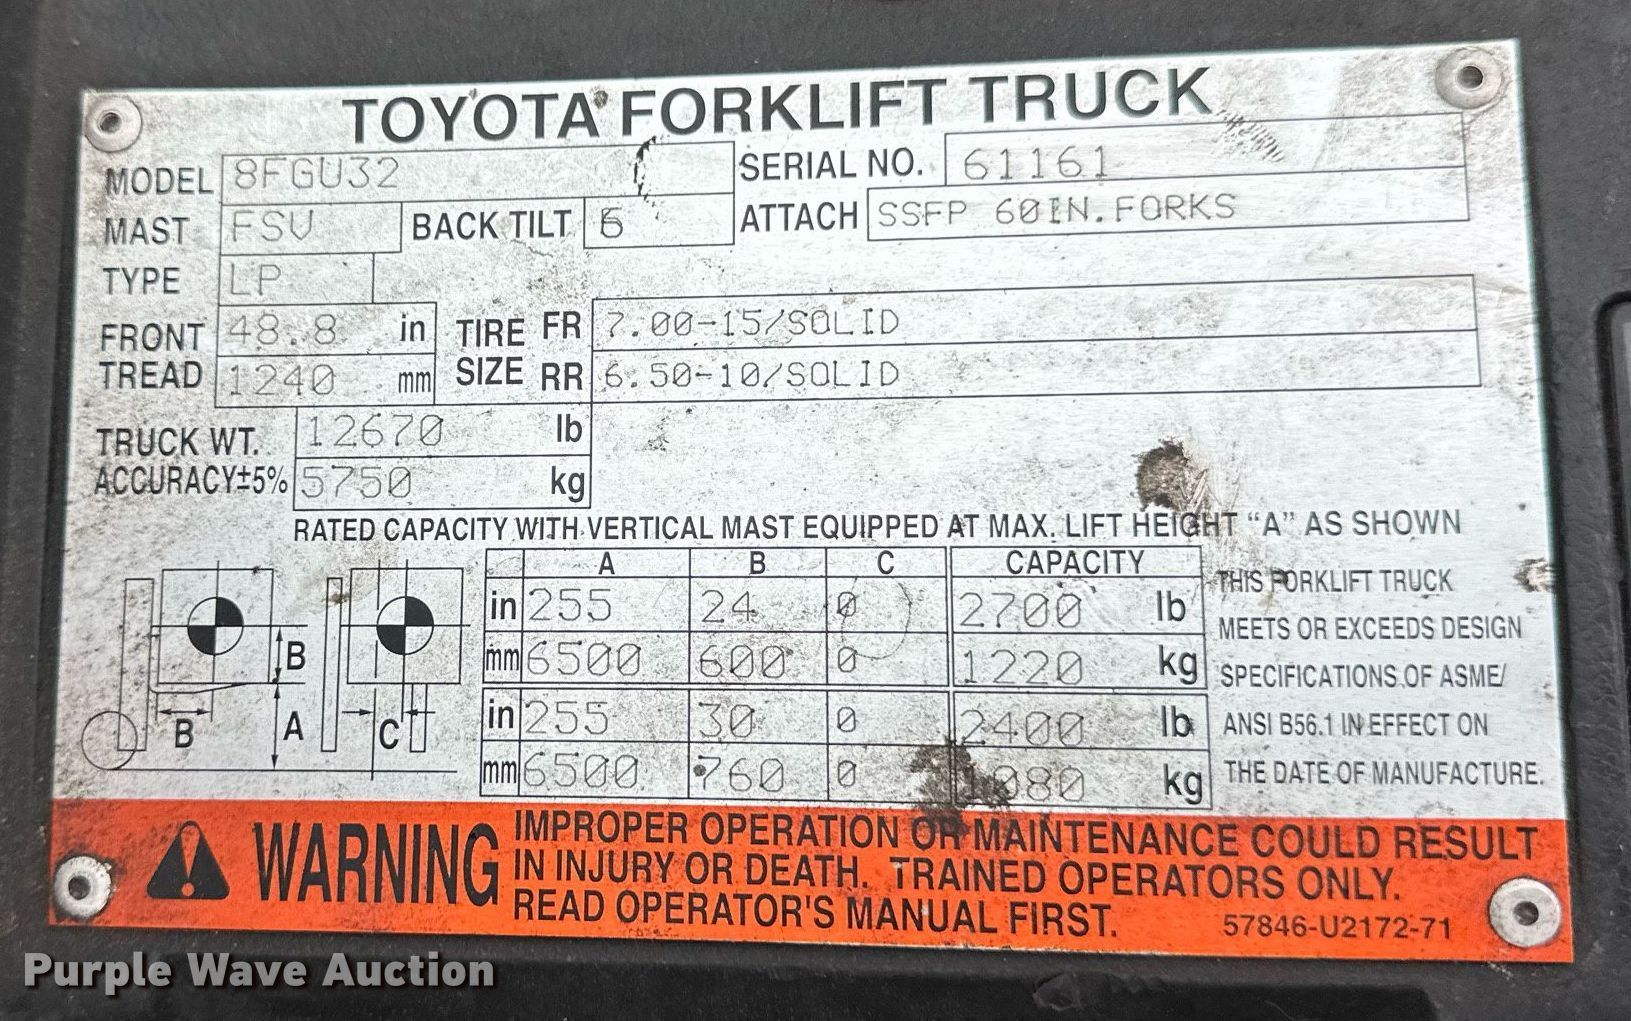 TOYOTA FORKLIFT TRUCK
MODEL 8FGU32 SERIAL NO. 61161
MAST FSV BACK TILT 6 ATTACH SSFP 60IN.FORKS
TYPE LP
FRONT TREAD 48.8 in TIRE SIZE FR 7.00-15/SOLID
1240 mm RR 6.50-10/SOLID
TRUCK WT. 12670 lb
ACCURACY±5% 5750 kg
RATED CAPACITY WITH VERTICAL MAST EQUIPPED AT MAX. LIFT HEIGHT “A” AS SHOWN
A B C CAPACITY
in 255 24 0 2700 lb
mm 6500 600 0 1220 kg
in 255 30 0 2400 lb
mm 6500 760 0 1080 kg
B
B A C
THIS FORKLIFT TRUCK
MEETS OR EXCEEDS DESIGN
SPECIFICATIONS OF ASME/
ANSI B56.1 IN EFFECT ON
THE DATE OF MANUFACTURE.
WARNING
IMPROPER OPERATION OR MAINTENANCE COULD RESULT
IN INJURY OR DEATH. TRAINED OPERATORS ONLY.
READ OPERATOR'S MANUAL FIRST.
57846-U2172-71
Purple Wave Auction